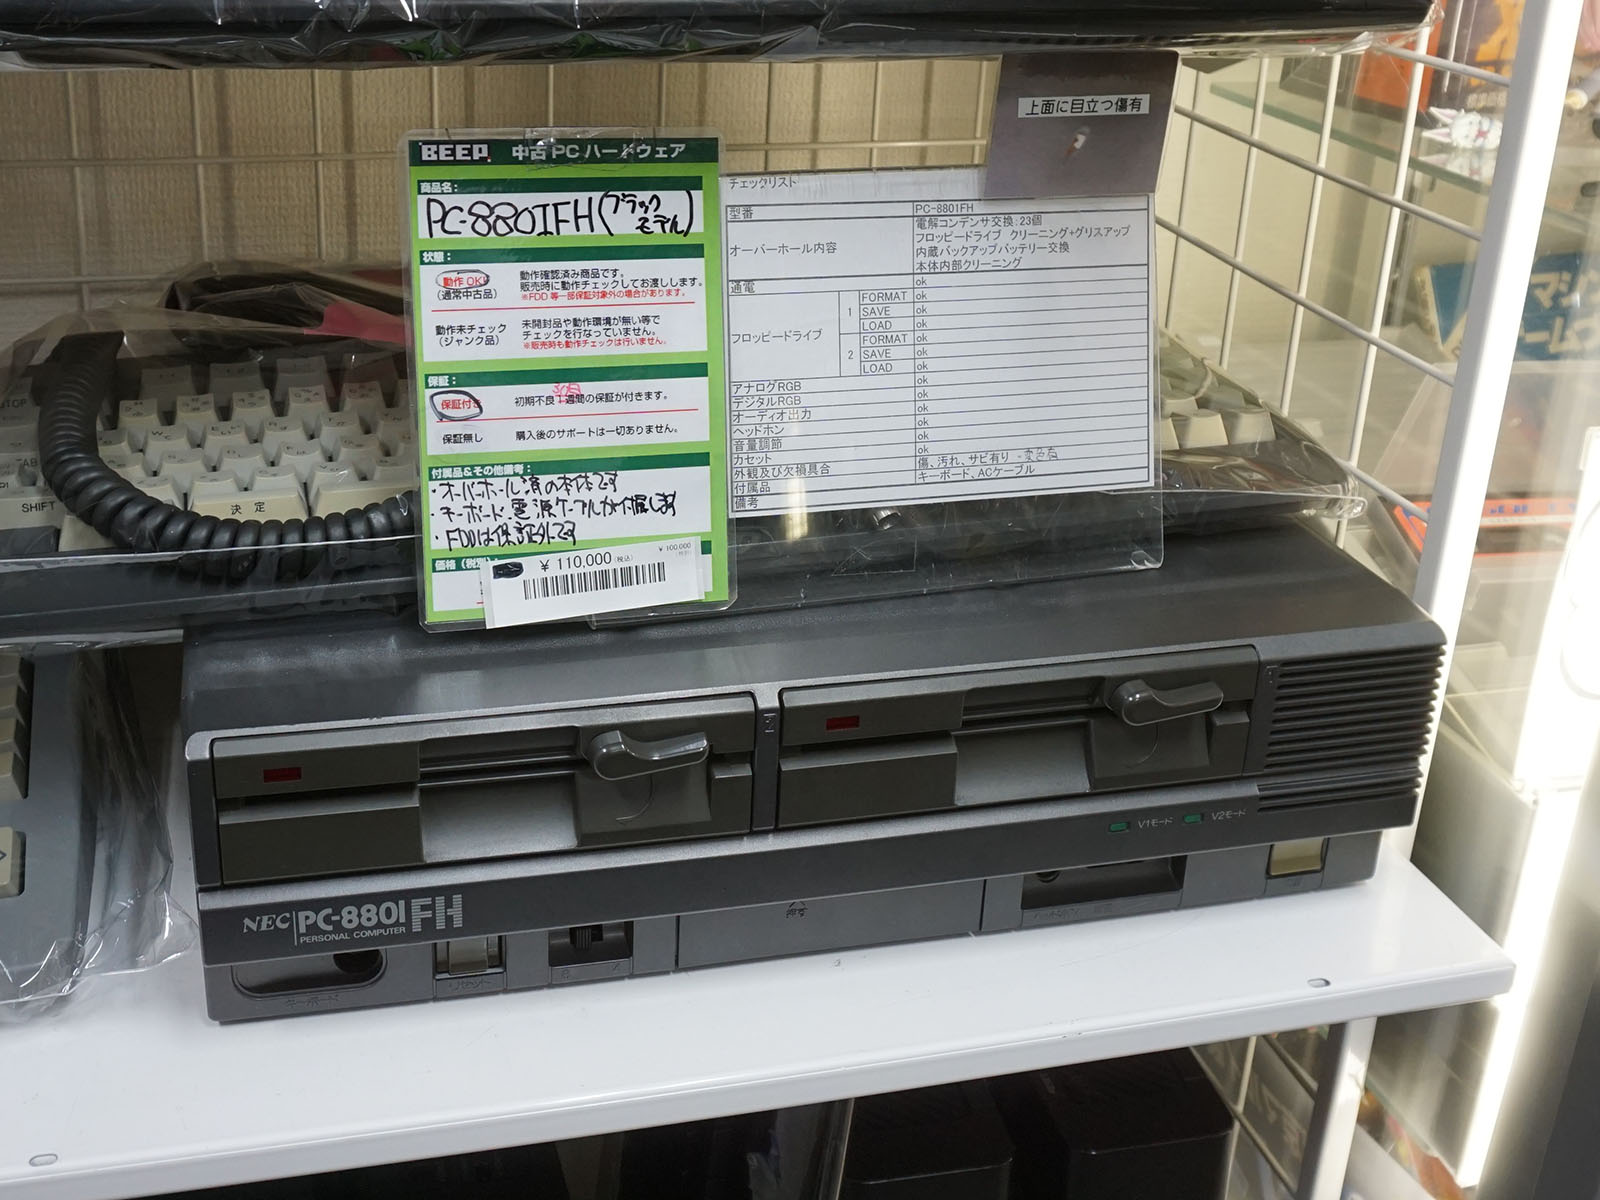 上面に目立つ傷有
BEEP 中古PCハードウェア
商品名:
PC-8801FH(ブラックモデル)
状態:
動作OK!
(通常中古品)
動作確認済み商品です。
販売時に動作チェックしてお渡しします。
※FDD等一部保証対象外の場合があります。
動作未チェック
(ジャンク品)
未開封品や動作環境が無い等で
チェックを行なっていません。
※販売時も動作チェックは行いません。
保証:
保証付き
30日
初期不良1週間の保証が付きます。
保証無し
購入後のサポートは一切ありません。
付属品&その他備考:
・オーバーホール済の本体です
・キーボード、電源ケーブルが付属します
・FDDは保証外です
価格(税別):
¥ 110,000(税込)
¥ 100,000
チェックリスト
型番 PC-8801FH
オーバーホール内容
電解コンデンサ交換:23個
フロッピードライブ クリーニング+グリスアップ
内蔵バックアップバッテリー交換
本体内部クリーニング
通電 ok
フロッピードライブ
1 FORMAT ok
SAVE ok
LOAD ok
2 FORMAT ok
SAVE ok
LOAD ok
アナログRGB ok
デジタルRGB ok
オーディオ出力 ok
ヘッドホン ok
音量調節 ok
カセット ok
外観及び欠損具合 傷、汚れ、サビ有り・変色有
付属品 キーボード、ACケーブル
備考
SHIFT
決定
V1モード V2モード
NEC PC-8801 FH
PERSONAL COMPUTER
押す
キーボード
リセット